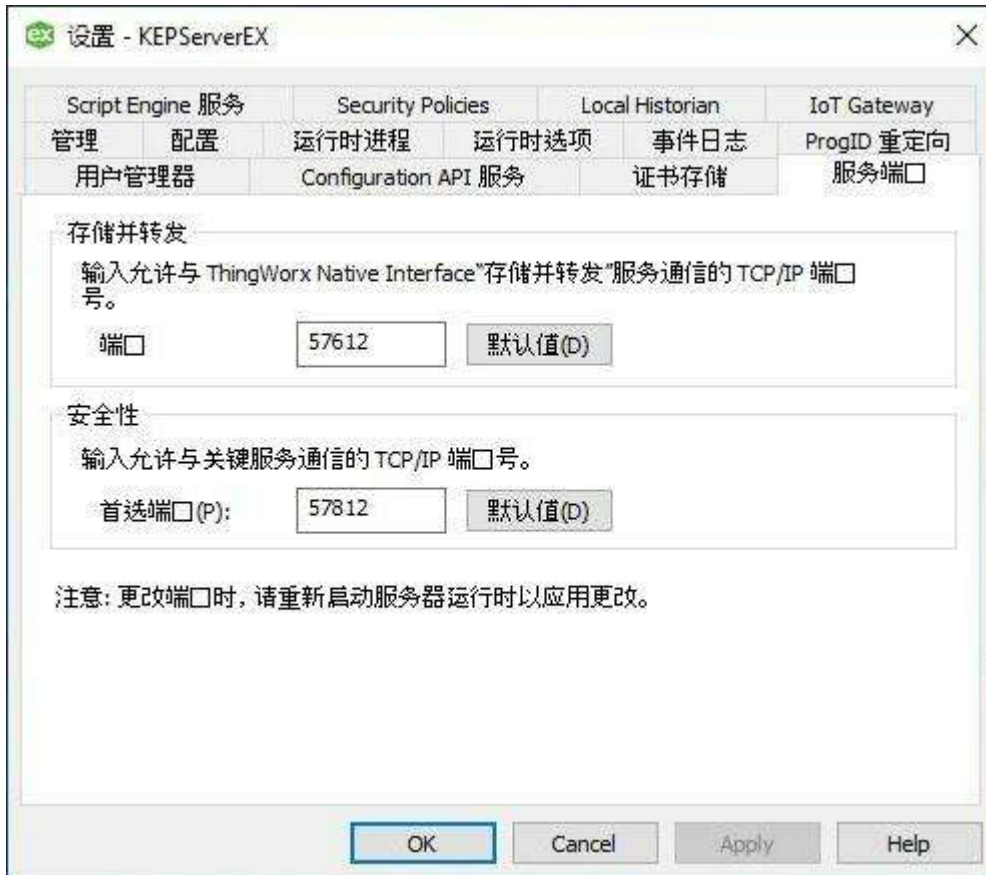 设置 - KEPServerEX
Script Engine 服务 Security Policies Local Historian IoT Gateway
管理 配置 运行时进程 运行时选项 事件日志 ProgID 重定向
用户管理器 Configuration API 服务 证书存储 服务端口
存储并转发
输入允许与 ThingWorx Native Interface"存储并转发"服务通信的 TCP/IP 端口
号。
端口 57612 默认值(D)
安全性
输入允许与关键服务通信的 TCP/IP 端口号。
首选端口(P): 57812 默认值(D)
注意: 更改端口时, 请重新启动服务器运行时以应用更改。
OK Cancel Apply Help